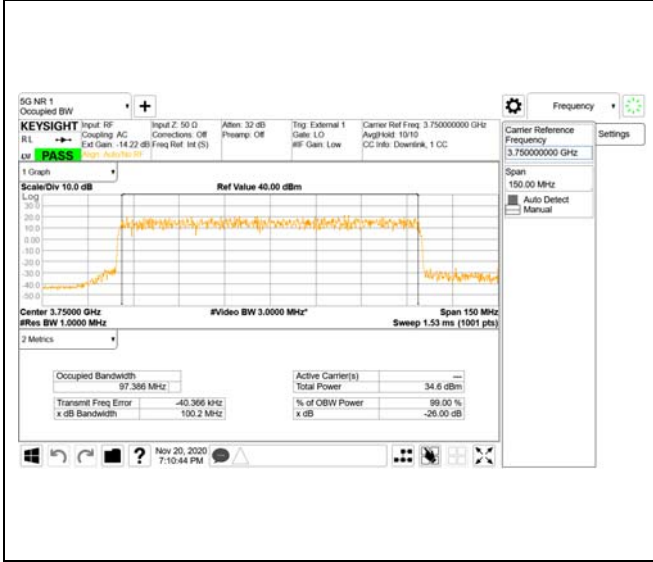 5G NR 1
Occupied BW
Frequency
KEYSIGHT
Input: RF
Input Z: 50 Ω
Atten: 32 dB
Trig: External 1
Carrier Ref Freq: 3.750000000 GHz
RL
Coupling: AC
Corrections: Off
Preamp: Off
Gate: LO
Avg|Hold: 10/10
Ext Gain: -14.22 dB
Freq Ref: Int (S)
#IF Gain: Low
CC Info: Downlink, 1 CC
PASS
Align: Auto/No RF
Carrier Reference
Frequency
3.750000000 GHz
Settings
Span
150.00 MHz
Auto Detect
Manual
1 Graph
Scale/Div 10.0 dB
Ref Value 40.00 dBm
Log
30.0
20.0
10.0
0.00
-10.0
-20.0
-30.0
-40.0
-50.0
Center 3.75000 GHz
#Video BW 3.0000 MHz*
Span 150 MHz
#Res BW 1.0000 MHz
Sweep 1.53 ms (1001 pts)
2 Metrics
Occupied Bandwidth
97.386 MHz
Active Carrier(s)
---
Total Power
34.6 dBm
Transmit Freq Error
-40.366 kHz
% of OBW Power
99.00 %
x dB Bandwidth
100.2 MHz
x dB
-26.00 dB
Nov 20, 2020
7:10:44 PM